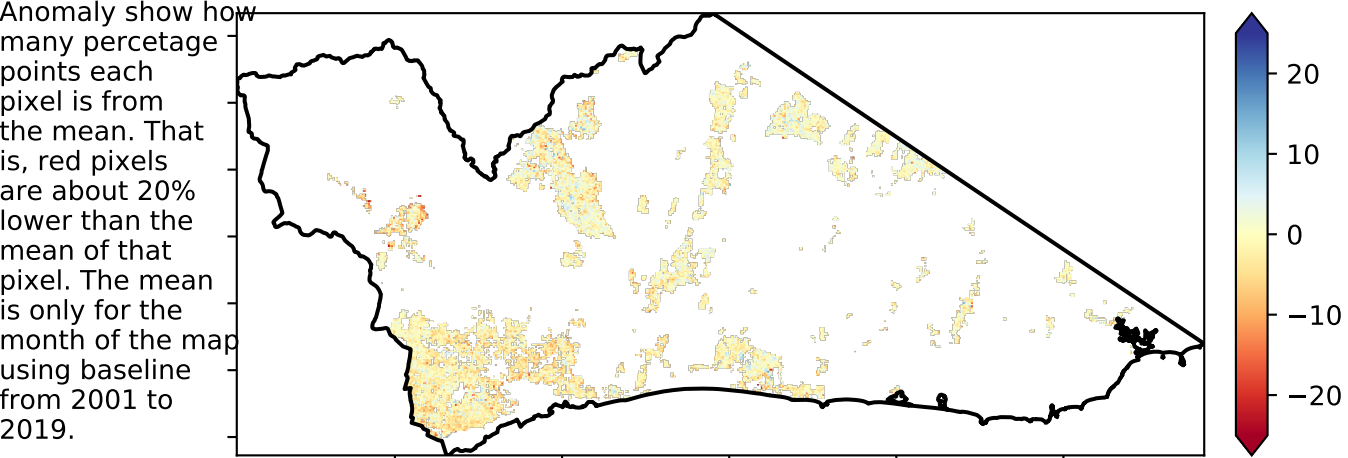 Anomaly show how
many percetage
points each
pixel is from
the mean. That
is, red pixels
are about 20%
lower than the
mean of that
pixel. The mean
is only for the
month of the map
using baseline
from 2001 to
2019.
20
10
0
−10
−20